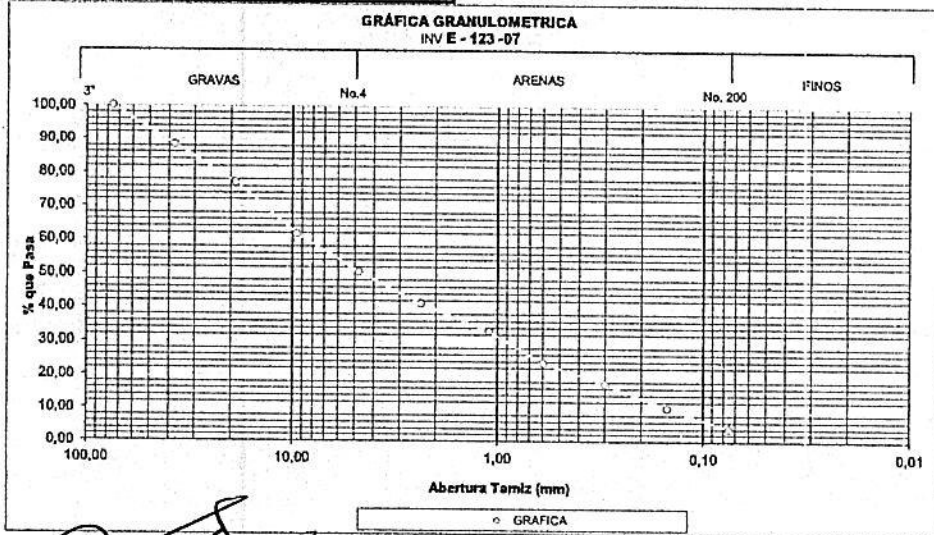 GRÁFICA GRANULOMETRICA
INV E - 123 -07
GRAVAS
ARENAS
FINOS
3"
No.4
No. 200
100,00
90,00
80,00
70,00
60,00
50,00
40,00
30,00
20,00
10,00
0,00
% que Pasa
100,00
10,00
1,00
0,10
0,01
Abertura Tamiz (mm)
GRAFICA